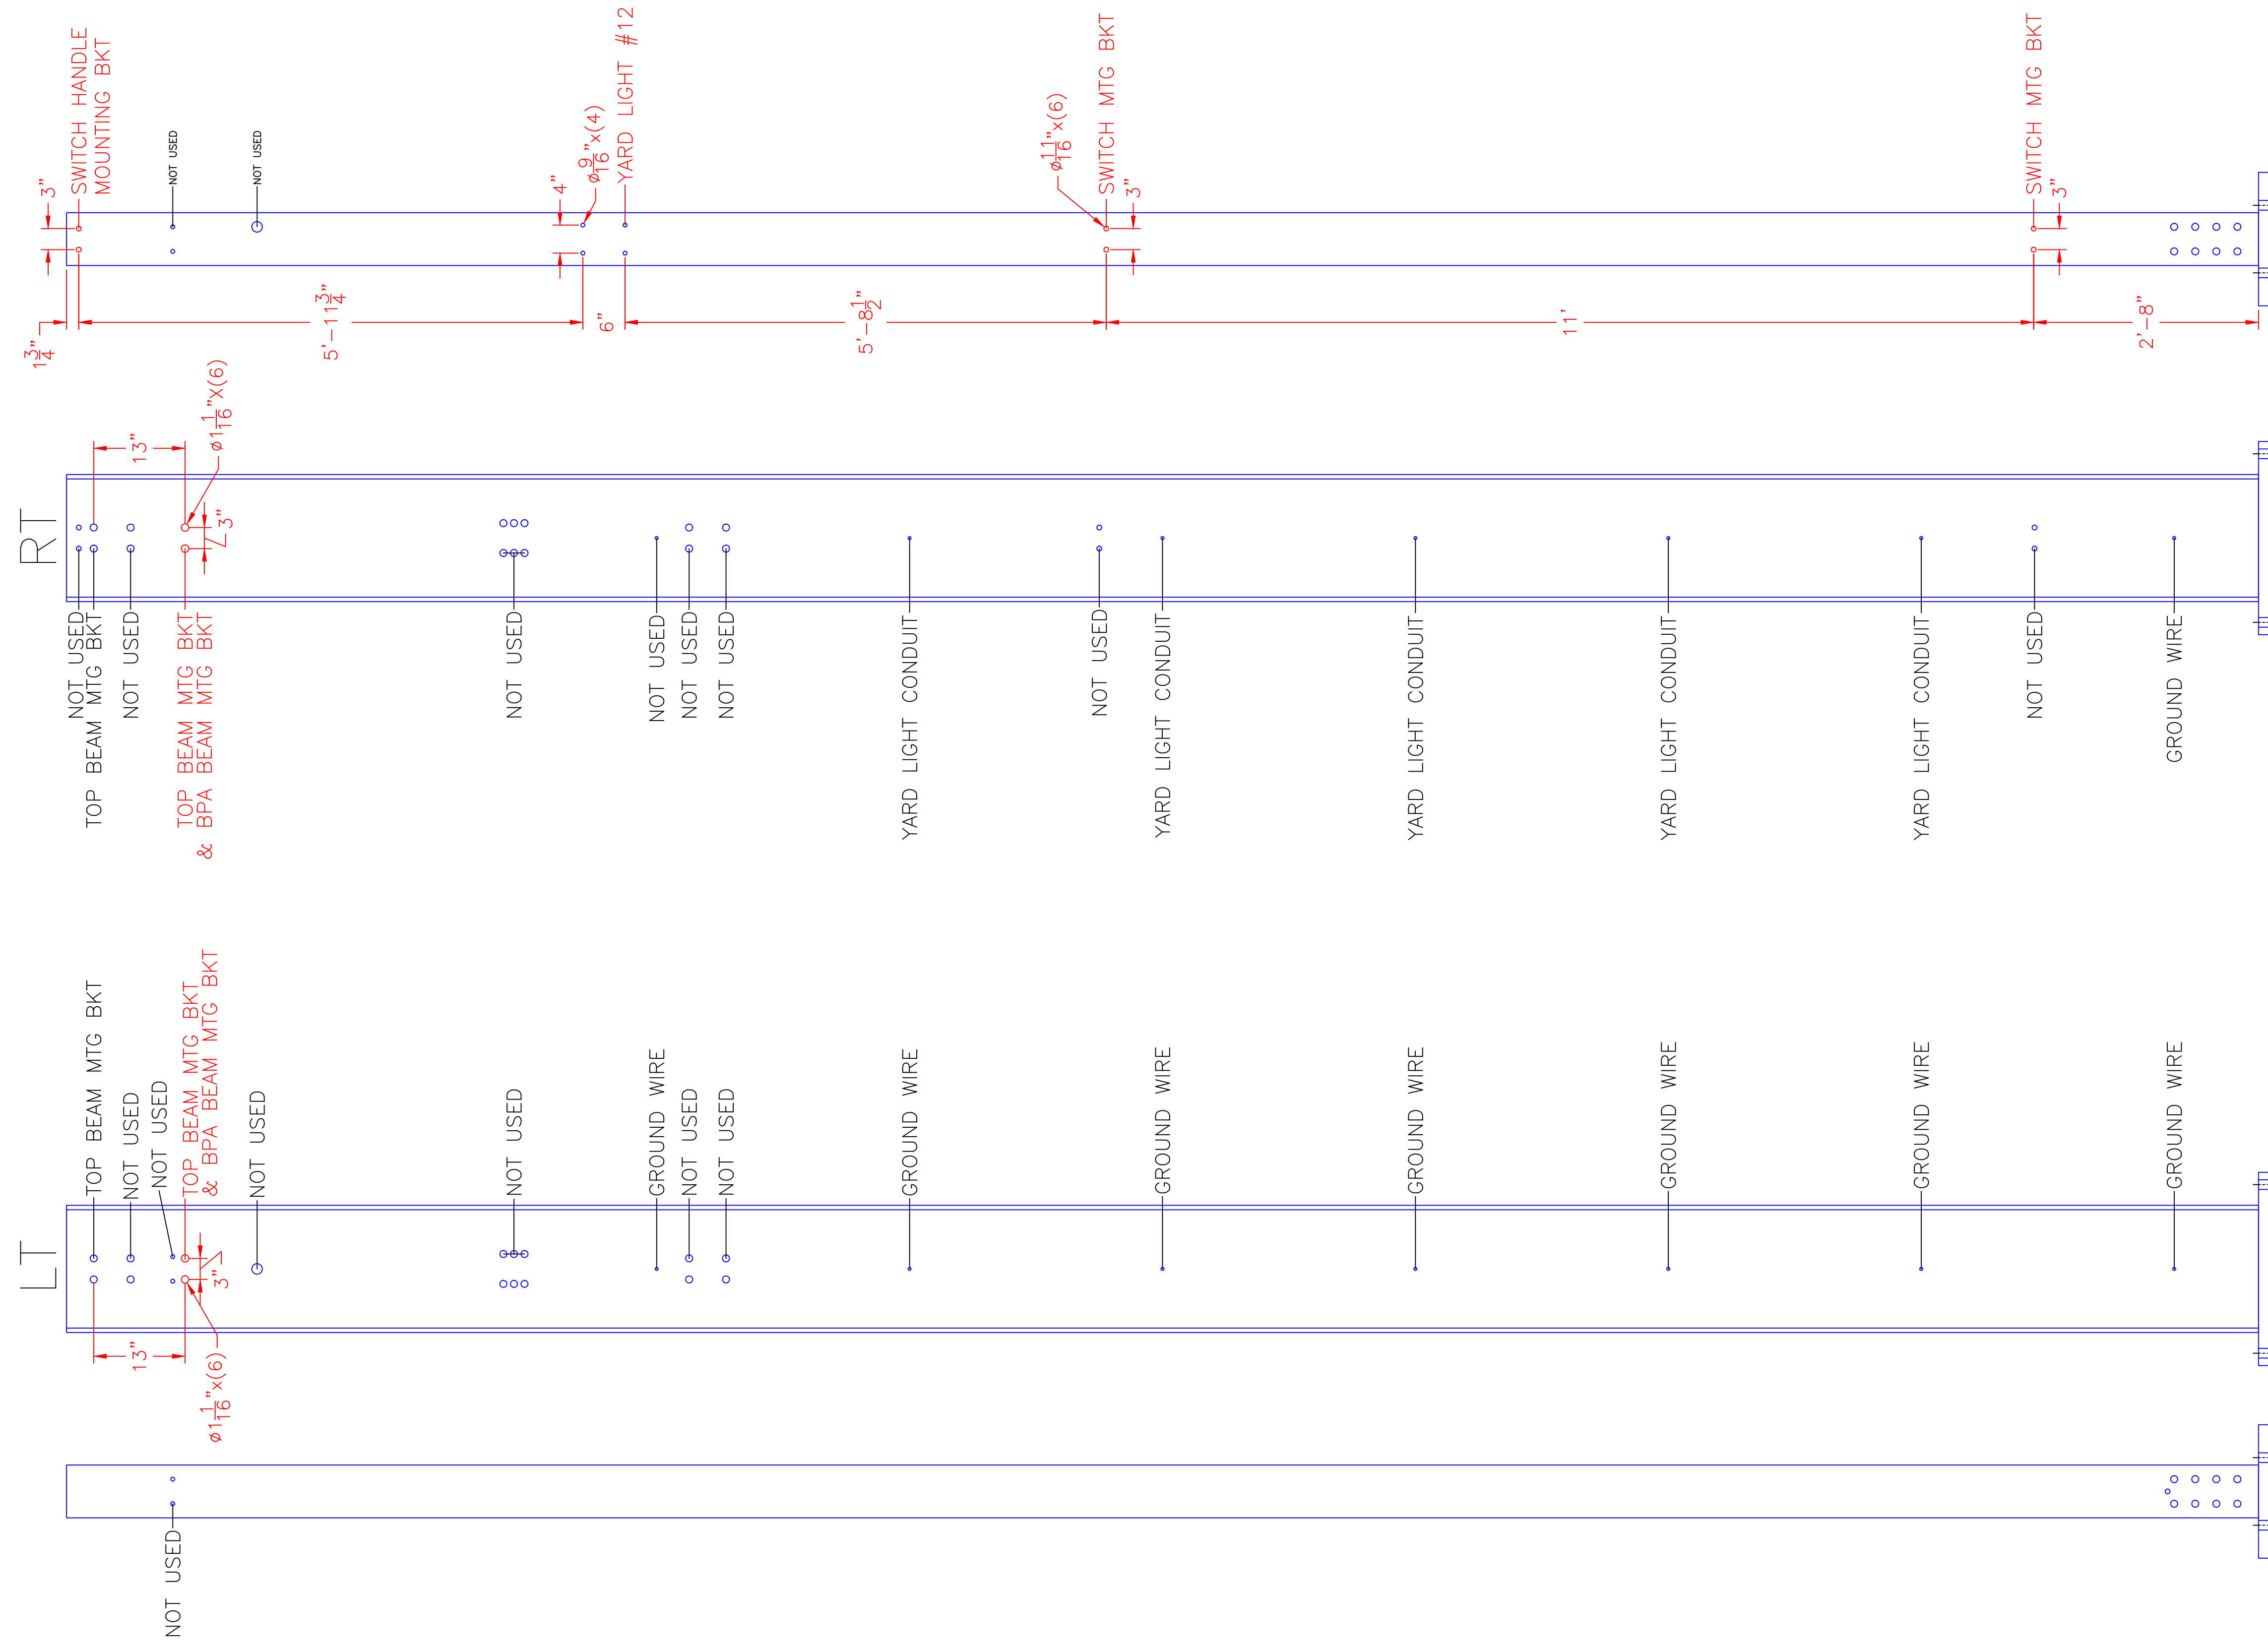 SWITCH HANDLE
MOUNTING BKT
3"
NOT USED
NOT USED
4"
ø9/16"x(4)
YARD LIGHT #12
ø11/16"x(6)
SWITCH MTG BKT
3"
SWITCH MTG BKT
3"
1 3/4"
5'-11 3/4"
6"
5'-8 1/2"
11'
2'-8"
RT
13"
ø1 1/16"X(6)
3"
NOT USED
TOP BEAM MTG BKT
NOT USED
TOP BEAM MTG BKT
& BPA BEAM MTG BKT
NOT USED
NOT USED
NOT USED
NOT USED
YARD LIGHT CONDUIT
NOT USED
YARD LIGHT CONDUIT
YARD LIGHT CONDUIT
YARD LIGHT CONDUIT
YARD LIGHT CONDUIT
NOT USED
GROUND WIRE
LT
TOP BEAM MTG BKT
NOT USED
NOT USED
TOP BEAM MTG BKT
& BPA BEAM MTG BKT
NOT USED
NOT USED
GROUND WIRE
NOT USED
NOT USED
GROUND WIRE
GROUND WIRE
GROUND WIRE
GROUND WIRE
GROUND WIRE
GROUND WIRE
3"
13"
ø1 1/16"x(6)
NOT USED